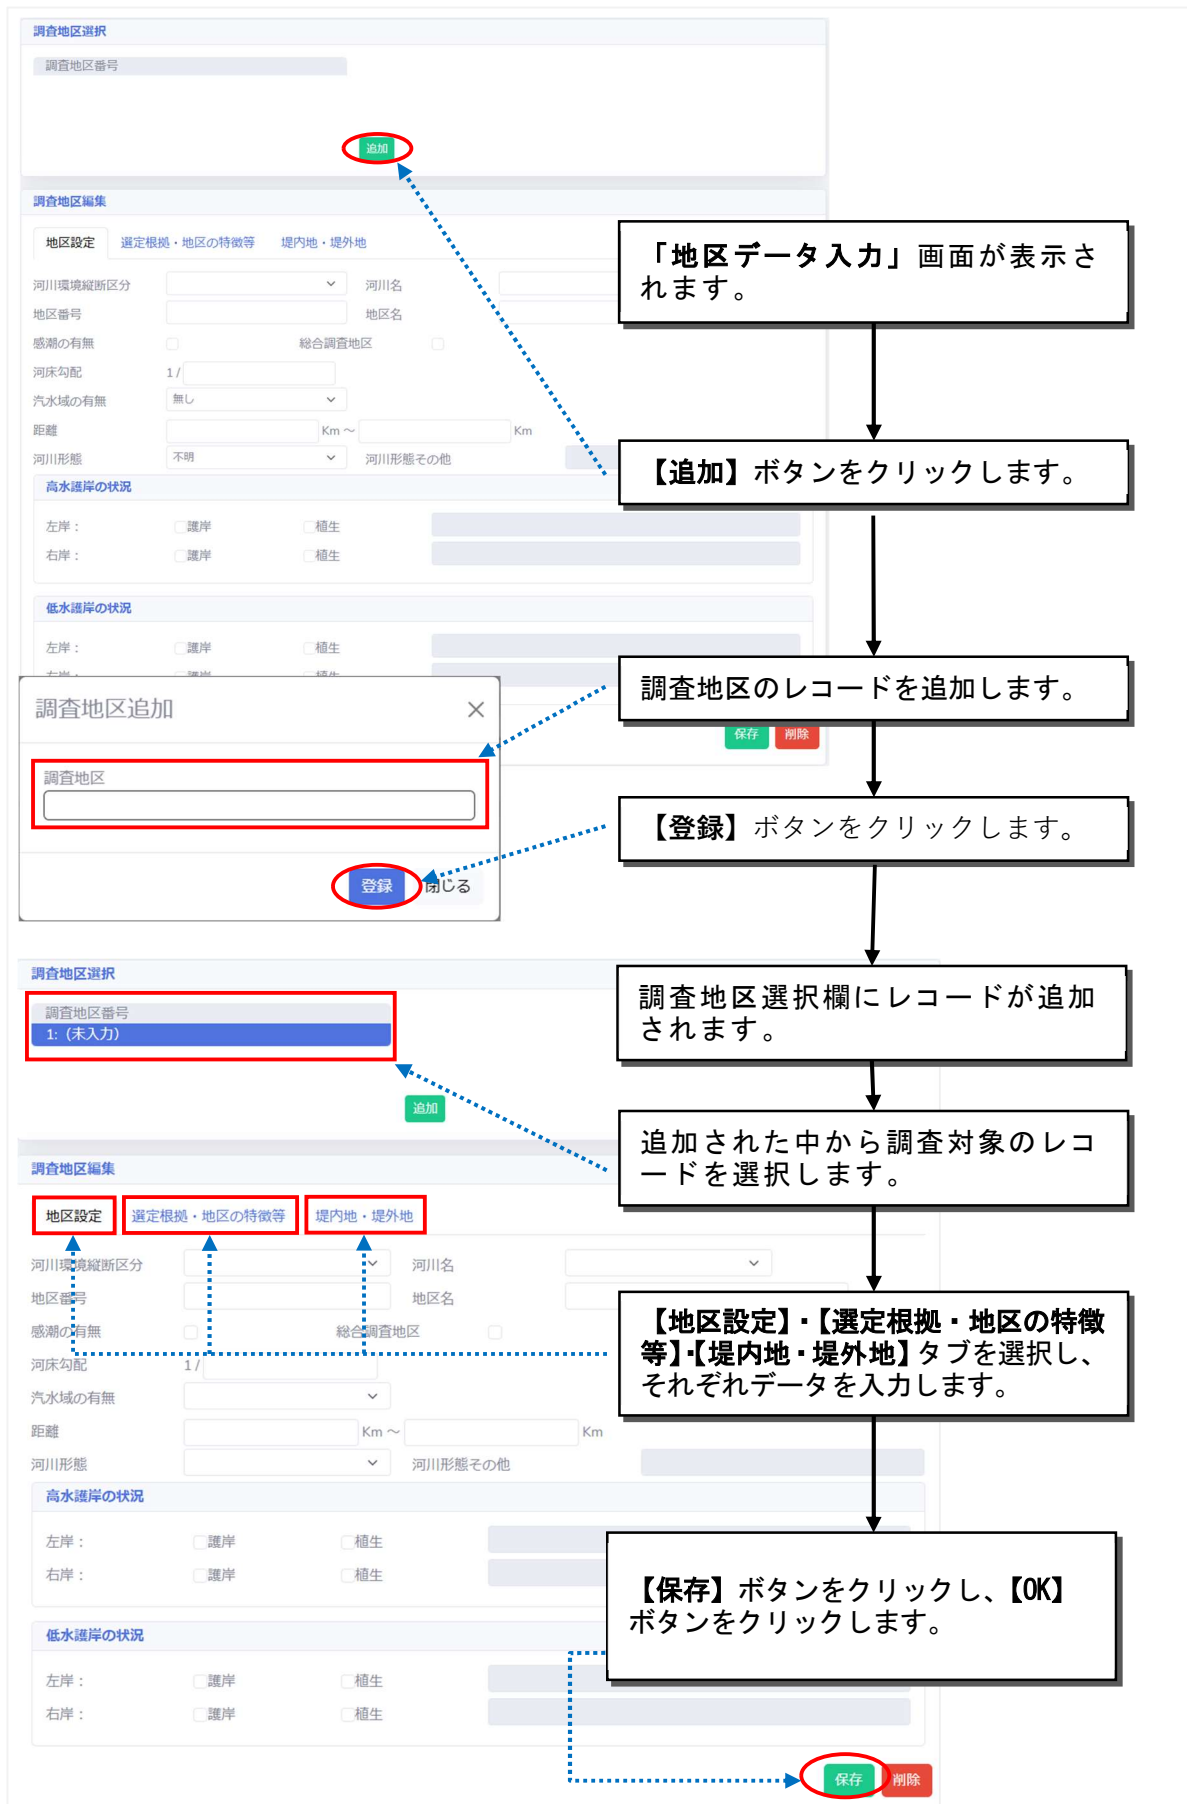 調査地区選択
調査地区番号
追加
調査地区編集
地区設定 選定根拠・地区の特徴等 堤内地・堤外地
河川環境縦断区分 河川名
地区番号 地区名
感潮の有無 総合調査地区
河床勾配 1 /
汽水域の有無 無し
距離 Km ～ Km
河川形態 不明 河川形態その他
高水護岸の状況
左岸： 護岸 植生
右岸： 護岸 植生
低水護岸の状況
左岸： 護岸 植生
保存 削除
「地区データ入力」画面が表示さ
れます。
【追加】ボタンをクリックします。
調査地区のレコードを追加します。
調査地区追加
調査地区
登録 閉じる
【登録】ボタンをクリックします。
調査地区選択
調査地区番号
1: (未入力)
追加
調査地区選択欄にレコードが追加
されます。
追加された中から調査対象のレコ
ードを選択します。
調査地区編集
地区設定 選定根拠・地区の特徴等 堤内地・堤外地
河川環境縦断区分 河川名
地区番号 地区名
感潮の有無 総合調査地区
河床勾配 1 /
汽水域の有無
距離 Km ～ Km
河川形態 河川形態その他
【地区設定】・【選定根拠・地区の特徴
等】・【堤内地・堤外地】タブを選択し、
それぞれデータを入力します。
高水護岸の状況
左岸： 護岸 植生
右岸： 護岸 植生
低水護岸の状況
左岸： 護岸 植生
右岸： 護岸 植生
【保存】ボタンをクリックし、【OK】
ボタンをクリックします。
保存 削除